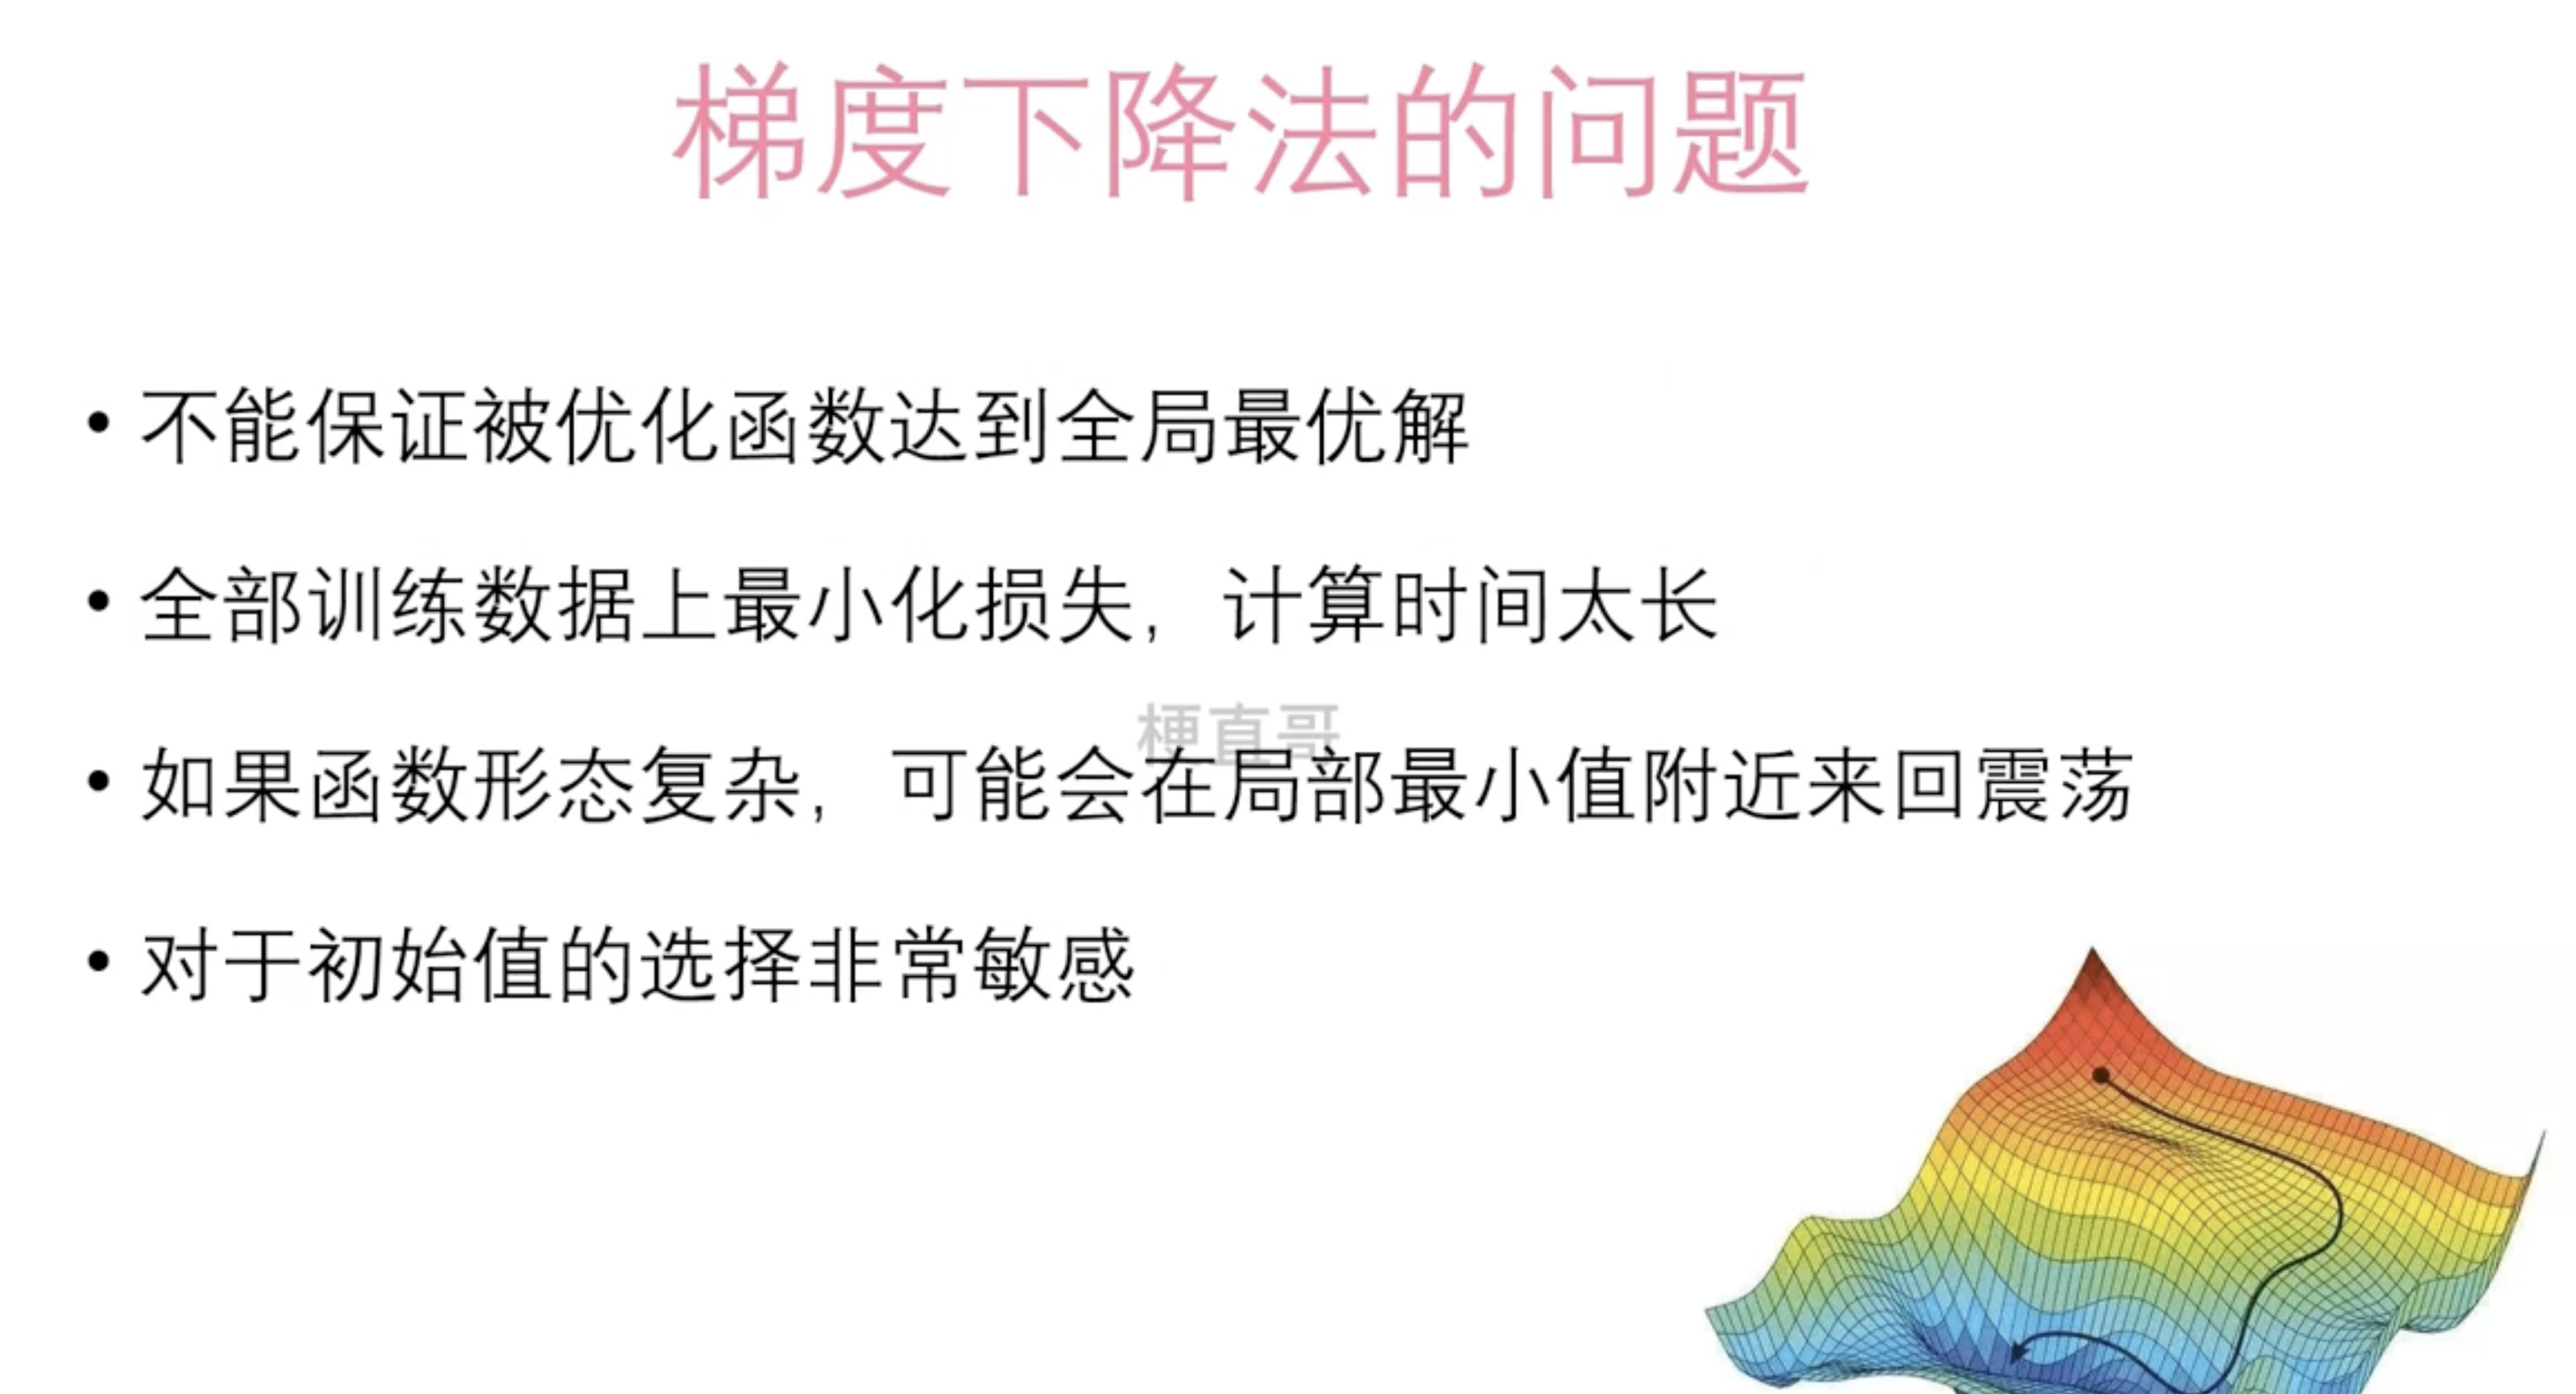 梯度下降法的问题
• 不能保证被优化函数达到全局最优解
• 全部训练数据上最小化损失，计算时间太长
梗直哥
• 如果函数形态复杂，可能会在局部最小值附近来回震荡
• 对于初始值的选择非常敏感